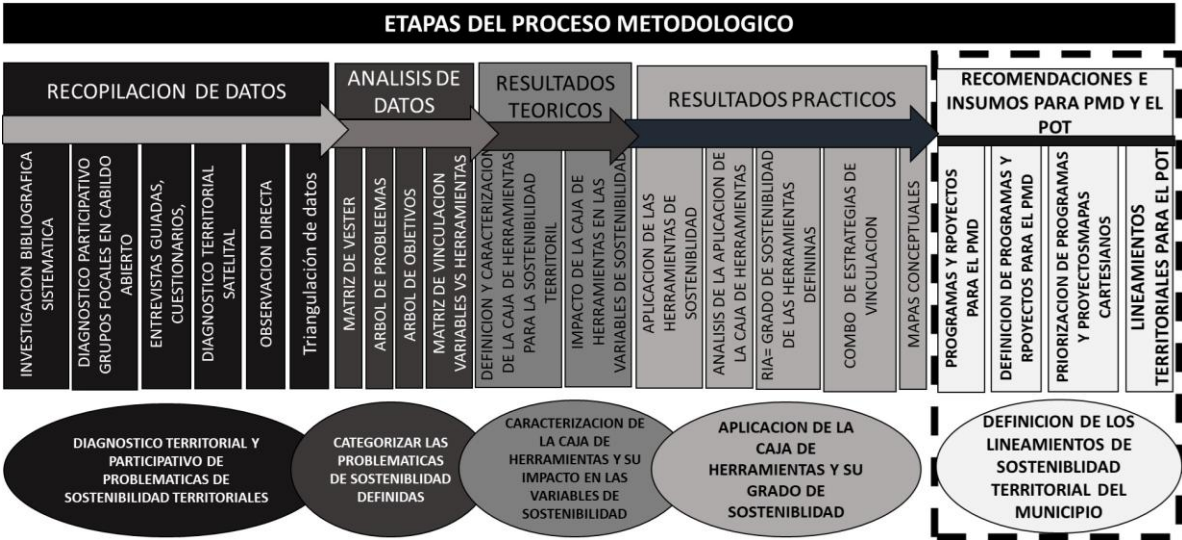 ETAPAS DEL PROCESO METODOLOGICO
RECOPILACION DE DATOS
ANALISIS DE
DATOS
RESULTADOS
TEORICOS
RESULTADOS PRACTICOS
RECOMENDACIONES E
INSUMOS PARA PMD Y EL
POT
INVESTIGACION BIBLIOGRAFICA
SISTEMATICA
DIAGNOSTICO PARTICIPATIVO
GRUPOS FOCALES EN CABILDO
ABIERTO
ENTREVISTAS GUIADAS,
CUESTIONARIOS,
DIAGNOSTICO TERRITORIAL
SATELITAL
OBSERVACION DIRECTA
Triangulación de datos
MATRIZ DE VESTER
ARBOL DE PROBLEEMAS
ARBOL DE OBJETIVOS
MATRIZ DE VINCULACION
VARIABLES VS HERRAMIENTAS
DEFINICION Y CARACTERIZACION
DE LA CAJA DE HERRAMIENTAS
PARA LA SOSTENIBILIDAD
TERRITORIL
IMPACTO DE LA CAJA DE
HERRAMIENTAS EN LAS
VARIABLES DE SOSTENIBILIDAD
APLICACION DE LAS
HERRAMIENTAS DE
SOSTENIBLIDAD
ANALISIS DE LA APLICACION DE
LA CAJA DE HERRAMIENTAS
RIA= GRADO DE SOSTENIBILIDAD
DE LAS HERRAMIENTAS
DEFININAS
COMBO DE ESTRATEGIAS DE
VINCULACION
MAPAS CONCEPTUALES
PROGRAMAS Y RPOYECTOS
PARA EL PMD
DEFINICION DE PROGRAMAS Y
RPOYECTOS PARA EL PMD
PRIORIZACION DE PROGRAMAS
Y PROYECTOSMAPAS
CARTESIANOS
LINEAMIENTOS
TERRITORIALES PARA EL POT
DIAGNOSTICO TERRITORIAL Y
PARTICIPATIVO DE
PROBLEMATICAS DE
SOSTENIBILIDAD TERRITORIALES
CATEGORIZAR LAS
PROBLEMATICAS
DE SOSTENIBLIDAD
DEFINIDAS
CARACTERIZACION DE
LA CAJA DE
HERRAMIENTAS Y SU
IMPACTO EN LAS
VARIABLES DE
SOSTENIBILIDAD
APLICACION DE LA
CAJA DE
HERRAMIENTAS Y SU
GRADO DE
SOSTENIBLIDAD
DEFINICION DE LOS
LINEAMIENTOS DE
SOSTENIBLIDAD
TERRITORIAL DEL
MUNICIPIO